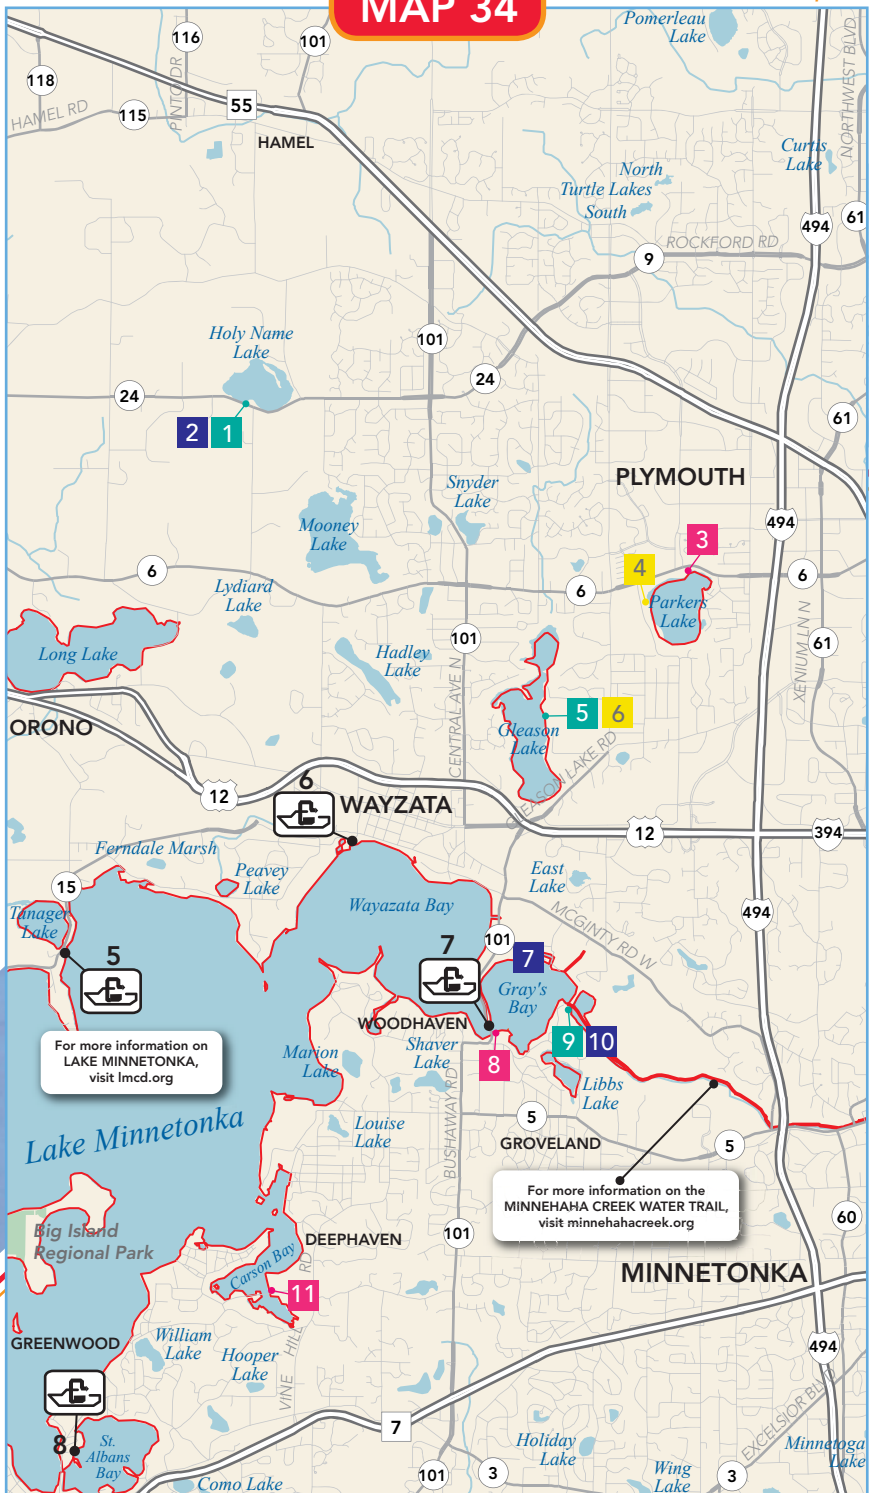 MAP 34
Pomerleau
Lake
116
101
118
HAMEL RD
115
PINTO DR
55
HAMEL
NORTHWEST BLVD
Curtis
Lake
North
Turtle Lakes
South
494
61
ROCKFORD RD
9
Holy Name
Lake
101
24
24
2
1
61
PLYMOUTH
Snyder
Lake
Mooney
Lake
494
3
4
6
6
6
Lydiard
Lake
Parkers
Lake
Long Lake
101
Hadley
Lake
61
XENIUM LN N
CENTRAL AVE N
5
6
Gleason
Lake
ORONO
GLEASON LAKE RD
6
12
WAYZATA
12
394
Ferndale Marsh
Peavey
Lake
East
Lake
15
Tanager
Lake
Wayazata Bay
MCGINTY RD W
494
5
7
101
7
Gray's
Bay
WOODHAVEN
For more information on
LAKE MINNETONKA,
visit lmcd.org
Marion
Lake
Shaver
Lake
8
9
10
Libbs
Lake
BUSHAWAY RD
Louise
Lake
5
GROVELAND
5
Lake Minnetonka
For more information on the
MINNEHAHA CREEK WATER TRAIL,
visit minnehahacreek.org
Big Island
Regional Park
DEEPHAVEN
101
60
Carson Bay
11
MINNETONKA
VINE HILL RD
GREENWOOD
William
Lake
Hooper
Lake
494
EXCELSIOR BLVD
7
8
St.
Albans
Bay
Holiday
Lake
Minnetoga
Lake
Como Lake
101
3
Wing
Lake
3